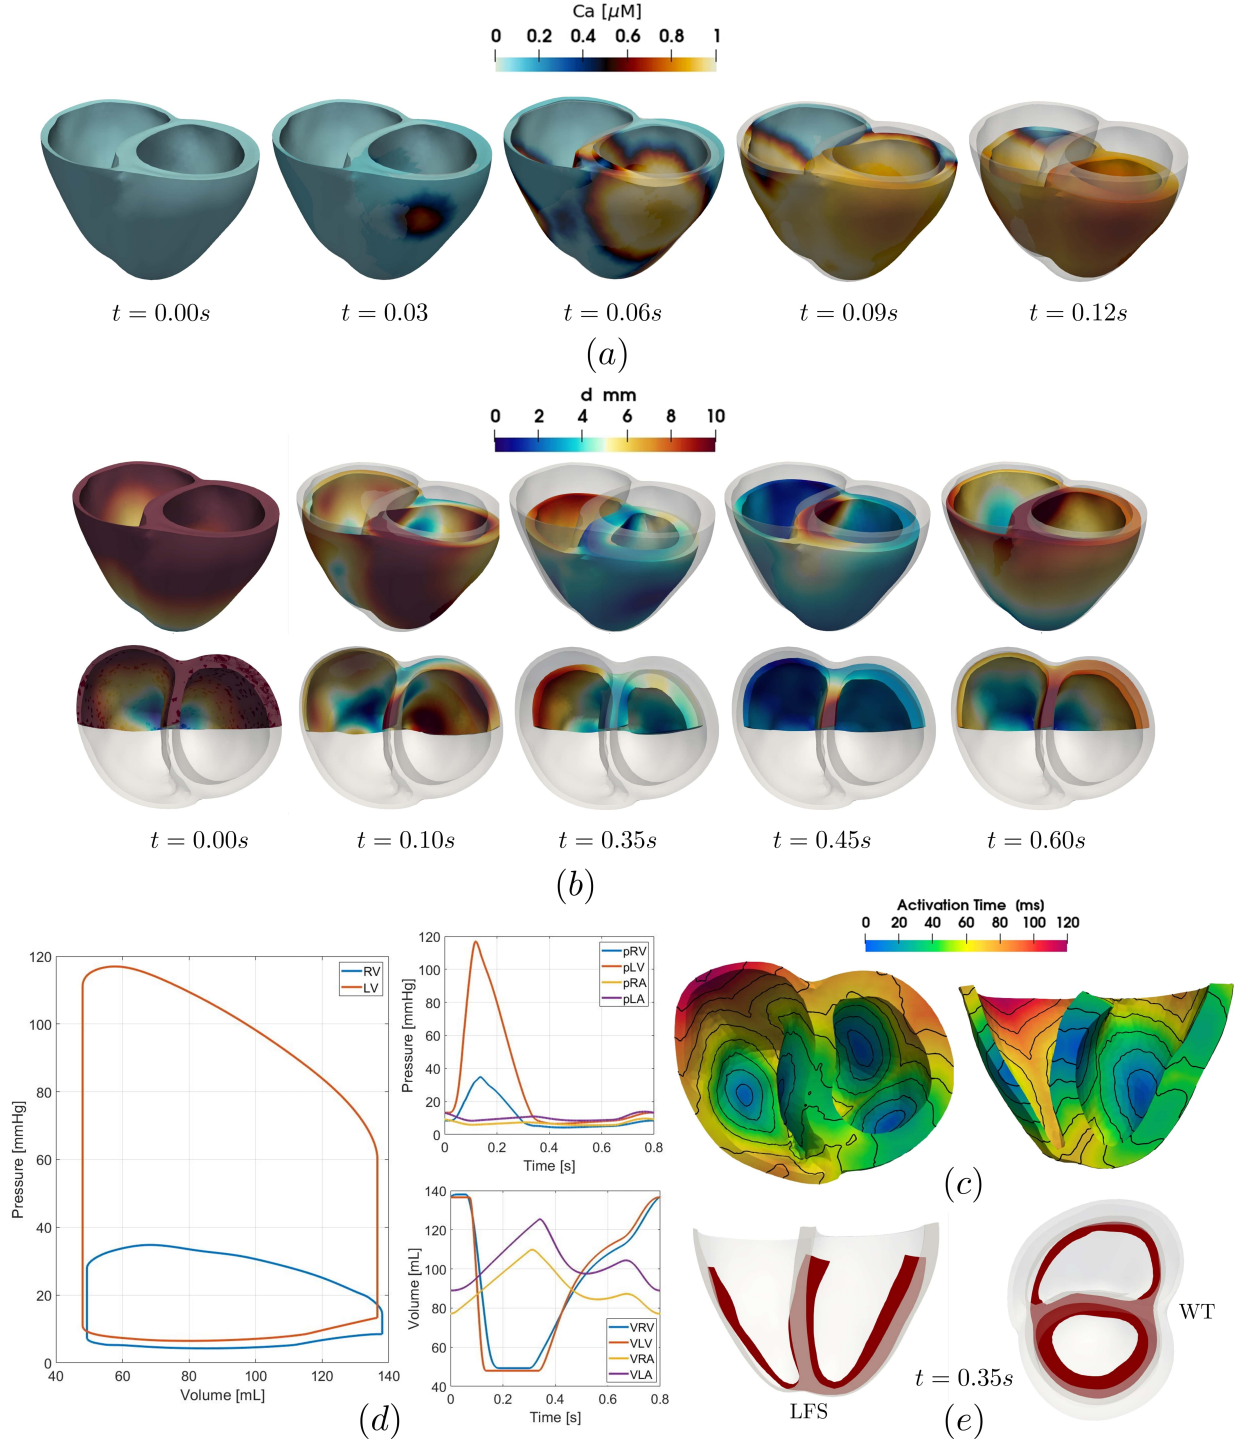 Ca [μM]
0 0.2 0.4 0.6 0.8 1
t = 0.00s t = 0.03 t = 0.06s t = 0.09s t = 0.12s
(a)
d mm
0 2 4 6 8 10
t = 0.00s t = 0.10s t = 0.35s t = 0.45s t = 0.60s
(b)
120
100
80
60
40
20
0
Pressure [mmHg]
RV
LV
40 60 80 100 120 140
Volume [mL]
120
100
80
60
40
20
0
Pressure [mmHg]
pRV
pLV
pRA
pLA
0 0.2 0.4 0.6 0.8
Time [s]
140
120
100
80
60
40
Volume [mL]
VRV
VLV
VRA
VLA
0 0.2 0.4 0.6 0.8
Time [s]
(d)
Activation Time (ms)
0 20 40 60 80 100 120
(c)
WT
t = 0.35s
LFS
(e)